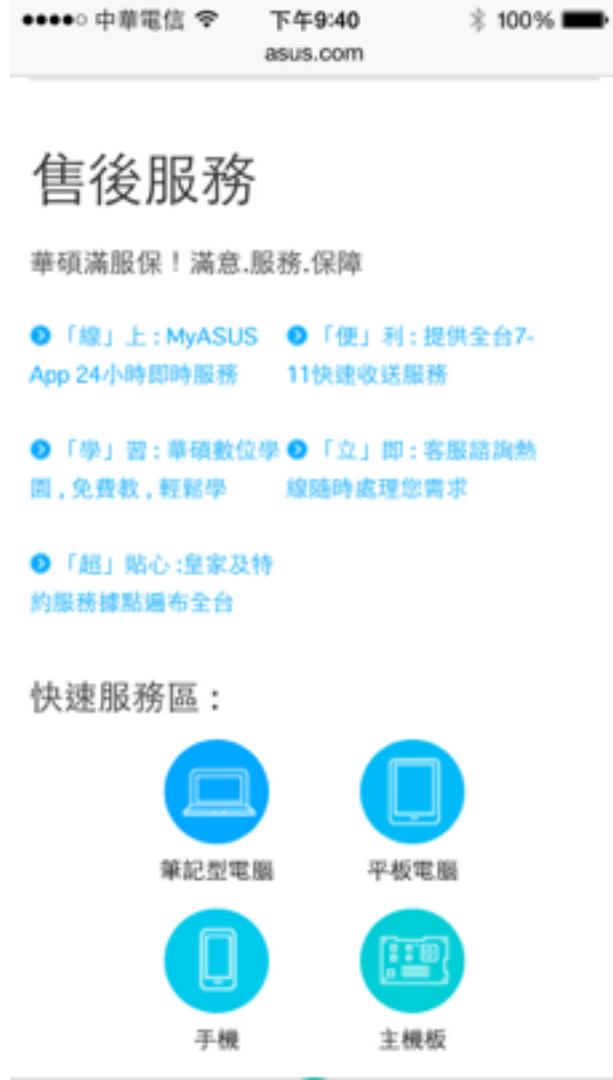 中華電信 下午9:40 100%
asus.com
售後服務
華碩滿服保！滿意.服務.保障
「線」上：MyASUS
App 24小時即時服務
「便」利：提供全台7-
11快速收送服務
「學」習：華碩數位學
園，免費教，輕鬆學
「立」即：客服諮詢熱
線隨時處理您需求
「超」貼心：皇家及特
約服務據點遍布全台
快速服務區：
筆記型電腦
平板電腦
手機
主機板